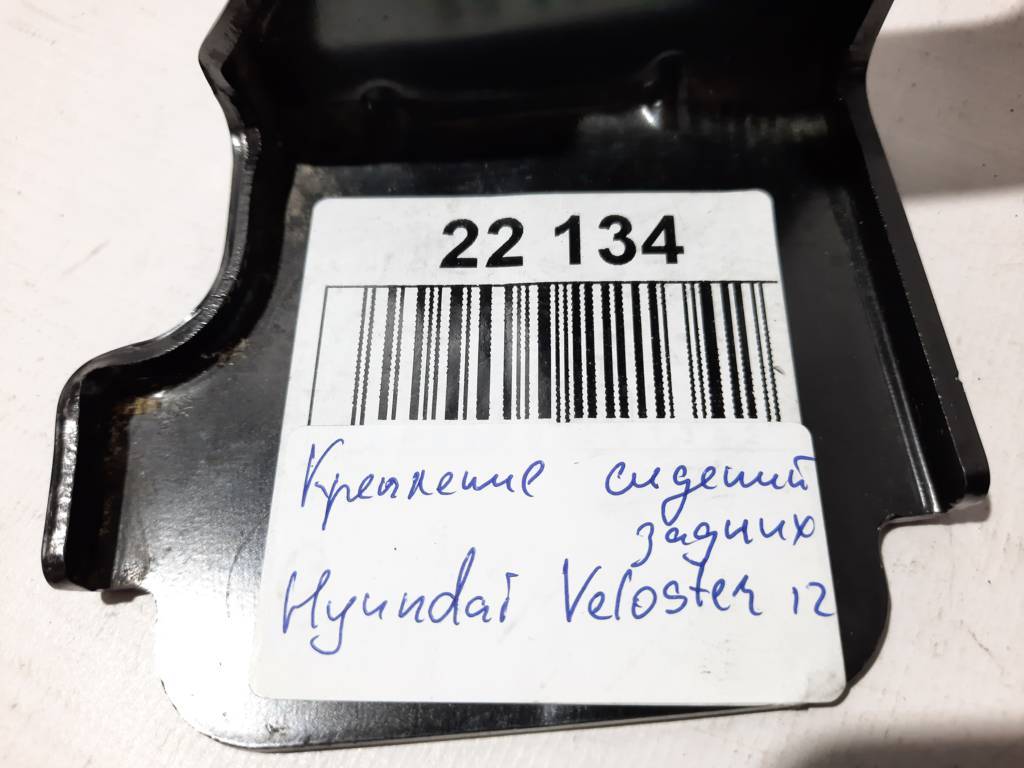 22 134
Крепление сидений
задних
Hyundai Veloster 12